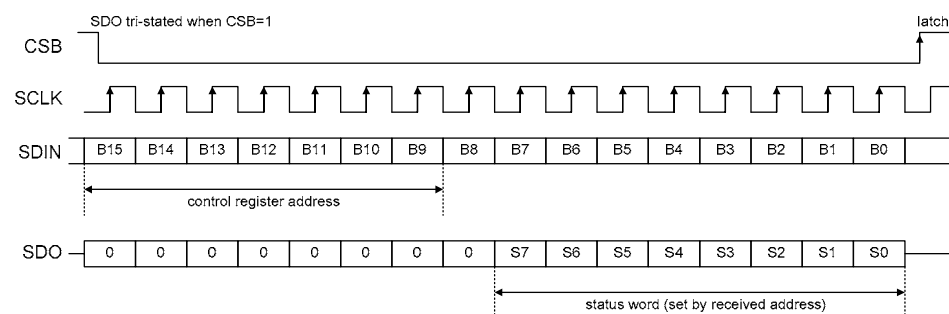 SDO tri-stated when CSB=1 latch
CSB
SCLK
SDIN B15 B14 B13 B12 B11 B10 B9 B8 B7 B6 B5 B4 B3 B2 B1 B0
control register address
SDO 0 0 0 0 0 0 0 0 S7 S6 S5 S4 S3 S2 S1 S0
status word (set by received address)